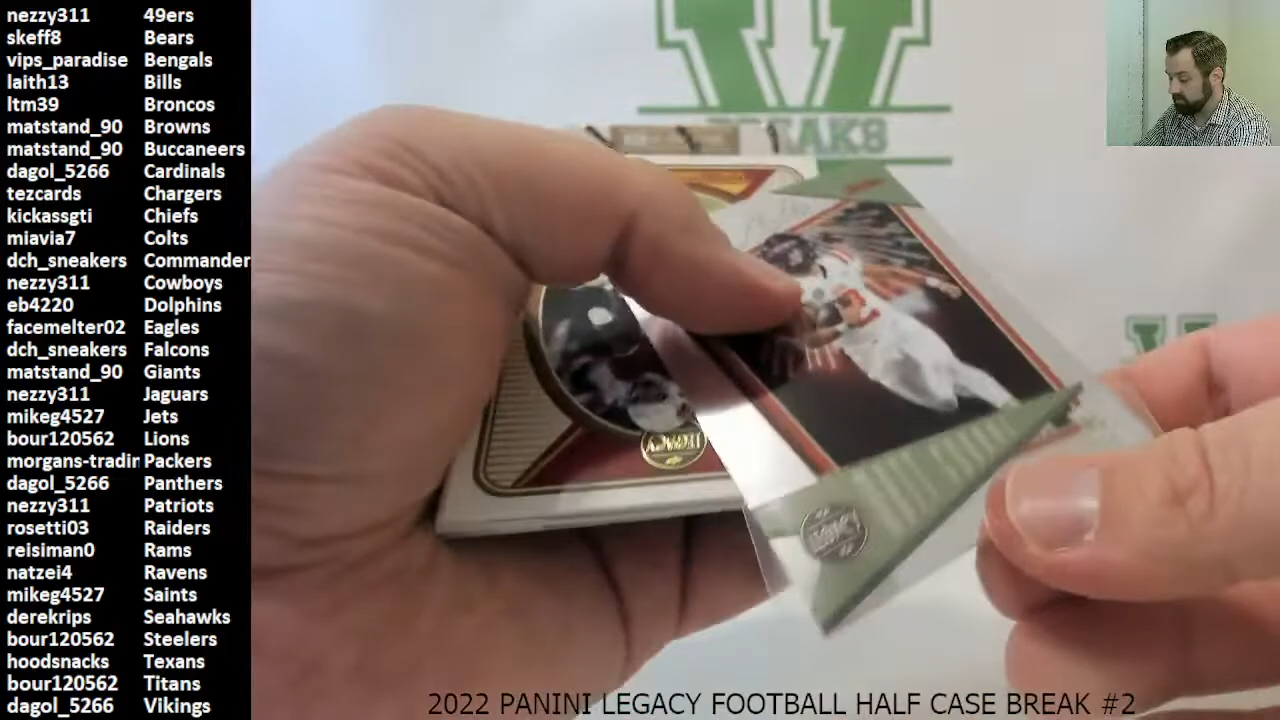 nezzy311 49ers
skeff8 Bears
vips_paradise Bengals
laith13 Bills
ltm39 Broncos
matstand_90 Browns
matstand_90 Buccaneers
dagol_5266 Cardinals
tezcards Chargers
kickassgti Chiefs
miavia7 Colts
dch_sneakers Commander
nezzy311 Cowboys
eb4220 Dolphins
facemelter02 Eagles
dch_sneakers Falcons
matstand_90 Giants
nezzy311 Jaguars
mikeg4527 Jets
bour120562 Lions
morgans-tradin Packers
dagol_5266 Panthers
nezzy311 Patriots
rosetti03 Raiders
reisiman0 Rams
natzei4 Ravens
mikeg4527 Saints
derekrips Seahawks
bour120562 Steelers
hoodsnacks Texans
bour120562 Titans
dagol_5266 Vikings
V
BREAKS
V
LEGACY
LEGACY
2022 PANINI LEGACY FOOTBALL HALF CASE BREAK #2